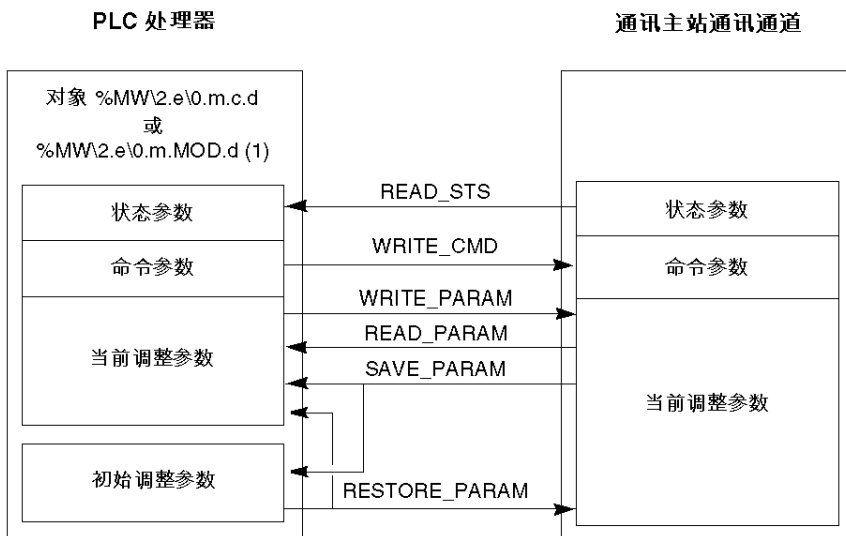 PLC 处理器
通讯主站通讯通道
对象 %MW\2.e\0.m.c.d
或
%MW\2.e\0.m.MOD.d (1)
状态参数
READ_STS
状态参数
命令参数
WRITE_CMD
命令参数
WRITE_PARAM
READ_PARAM
当前调整参数
SAVE_PARAM
当前调整参数
初始调整参数
RESTORE_PARAM